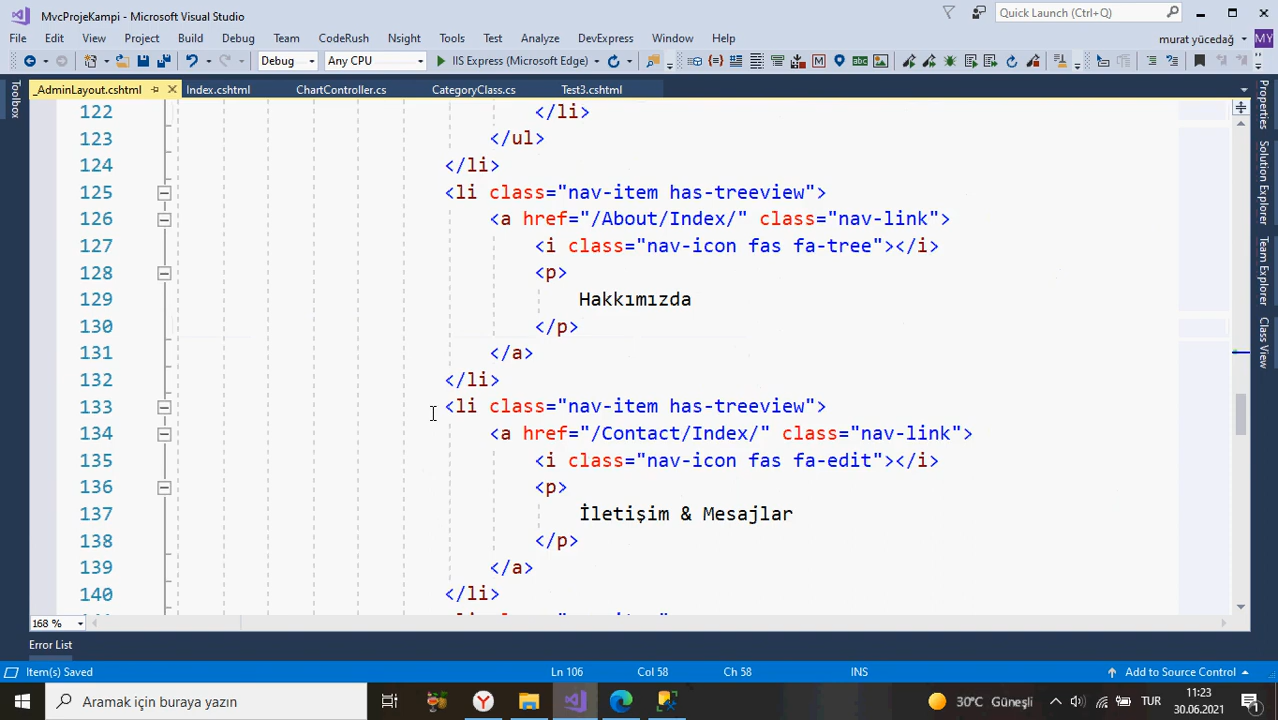 MvcProjeKampi - Microsoft Visual Studio
Quick Launch (Ctrl+Q)
File Edit View Project Build Debug Team CodeRush Nsight Tools Test Analyze DevExpress Window Help
murat yücedağ
MY
Debug Any CPU IIS Express (Microsoft Edge)
abc
_AdminLayout.cshtml Index.cshtml ChartController.cs CategoryClass.cs Test3.cshtml
Toolbox
122 </li>
123 </ul>
124 </li>
125 <li class="nav-item has-treeview">
126 <a href="/About/Index/" class="nav-link">
127 <i class="nav-icon fas fa-tree"></i>
128 <p>
129 Hakkımızda
130 </p>
131 </a>
132 </li>
133 <li class="nav-item has-treeview">
134 <a href="/Contact/Index/" class="nav-link">
135 <i class="nav-icon fas fa-edit"></i>
136 <p>
137 İletişim & Mesajlar
138 </p>
139 </a>
140 </li>
Properties
Solution Explorer
Team Explorer
Class View
168 %
Error List
Item(s) Saved Ln 106 Col 58 Ch 58 INS Add to Source Control
Aramak için buraya yazın
30°C Güneşli
TUR
11:23
30.06.2021
1